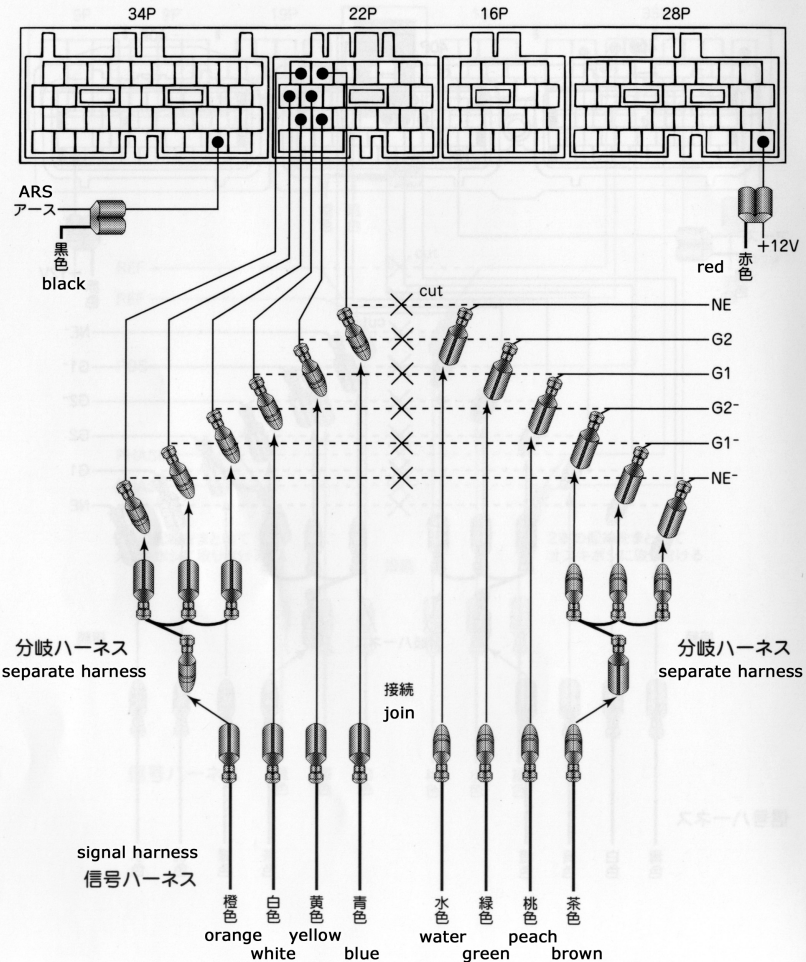 34P
22P
16P
28P
ARS
アース
黒色
black
赤色
red
+12V
cut
NE
G2
G1
G2-
G1-
NE-
分岐ハーネス
separate harness
分岐ハーネス
separate harness
接続
join
signal harness
信号ハーネス
橙色
白色
黄色
青色
水色
緑色
桃色
茶色
orange
white
yellow
blue
water
green
peach
brown